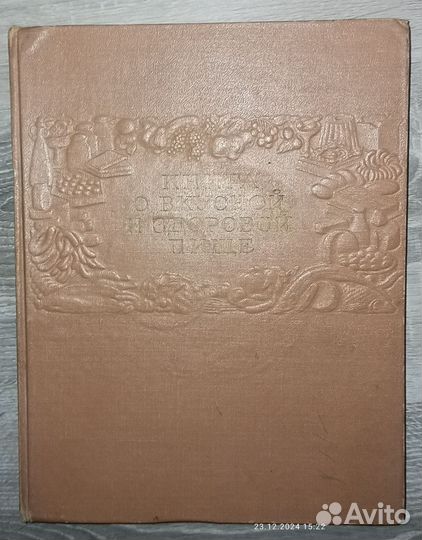 КНИГА
О ВКУСНОЙ
И ЗДОРОВОЙ
ПИЩЕ
23.12.2024 15:22
Avito